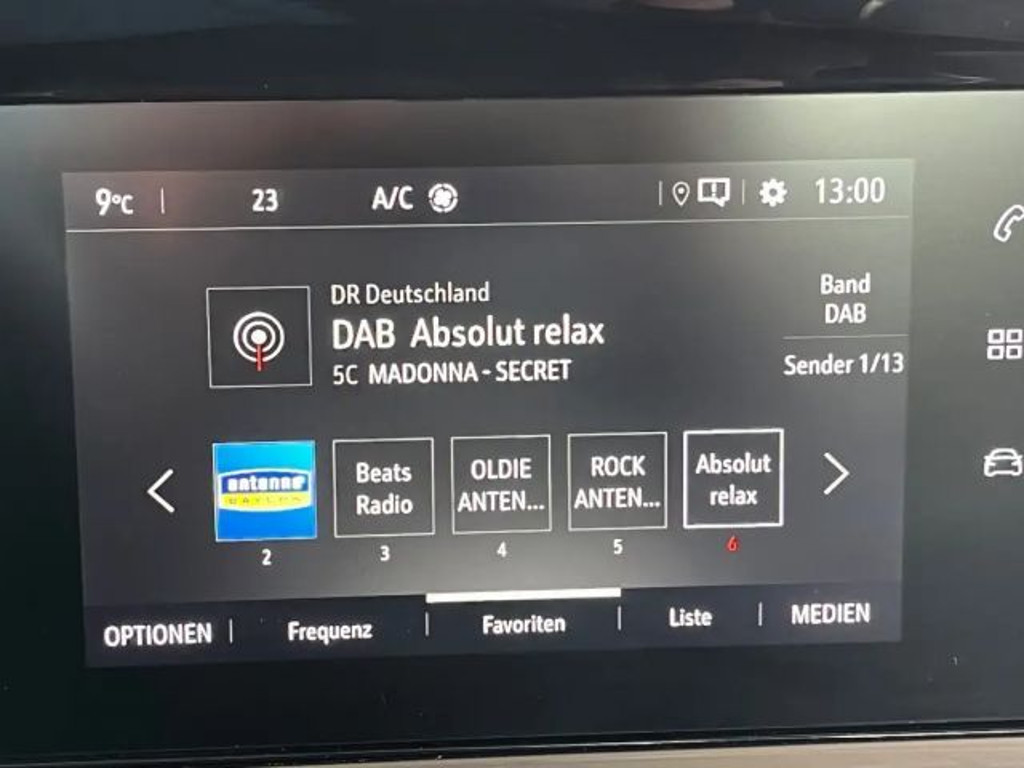 9°C | 23 A/C | | 13:00
DR Deutschland
DAB Absolut relax
5C MADONNA - SECRET
Band
DAB
Sender 1/13
antenne
BAYERN
Beats
Radio
OLDIE
ANTEN...
ROCK
ANTEN...
Absolut
relax
2 3 4 5 6
OPTIONEN | Frequenz | Favoriten | Liste | MEDIEN